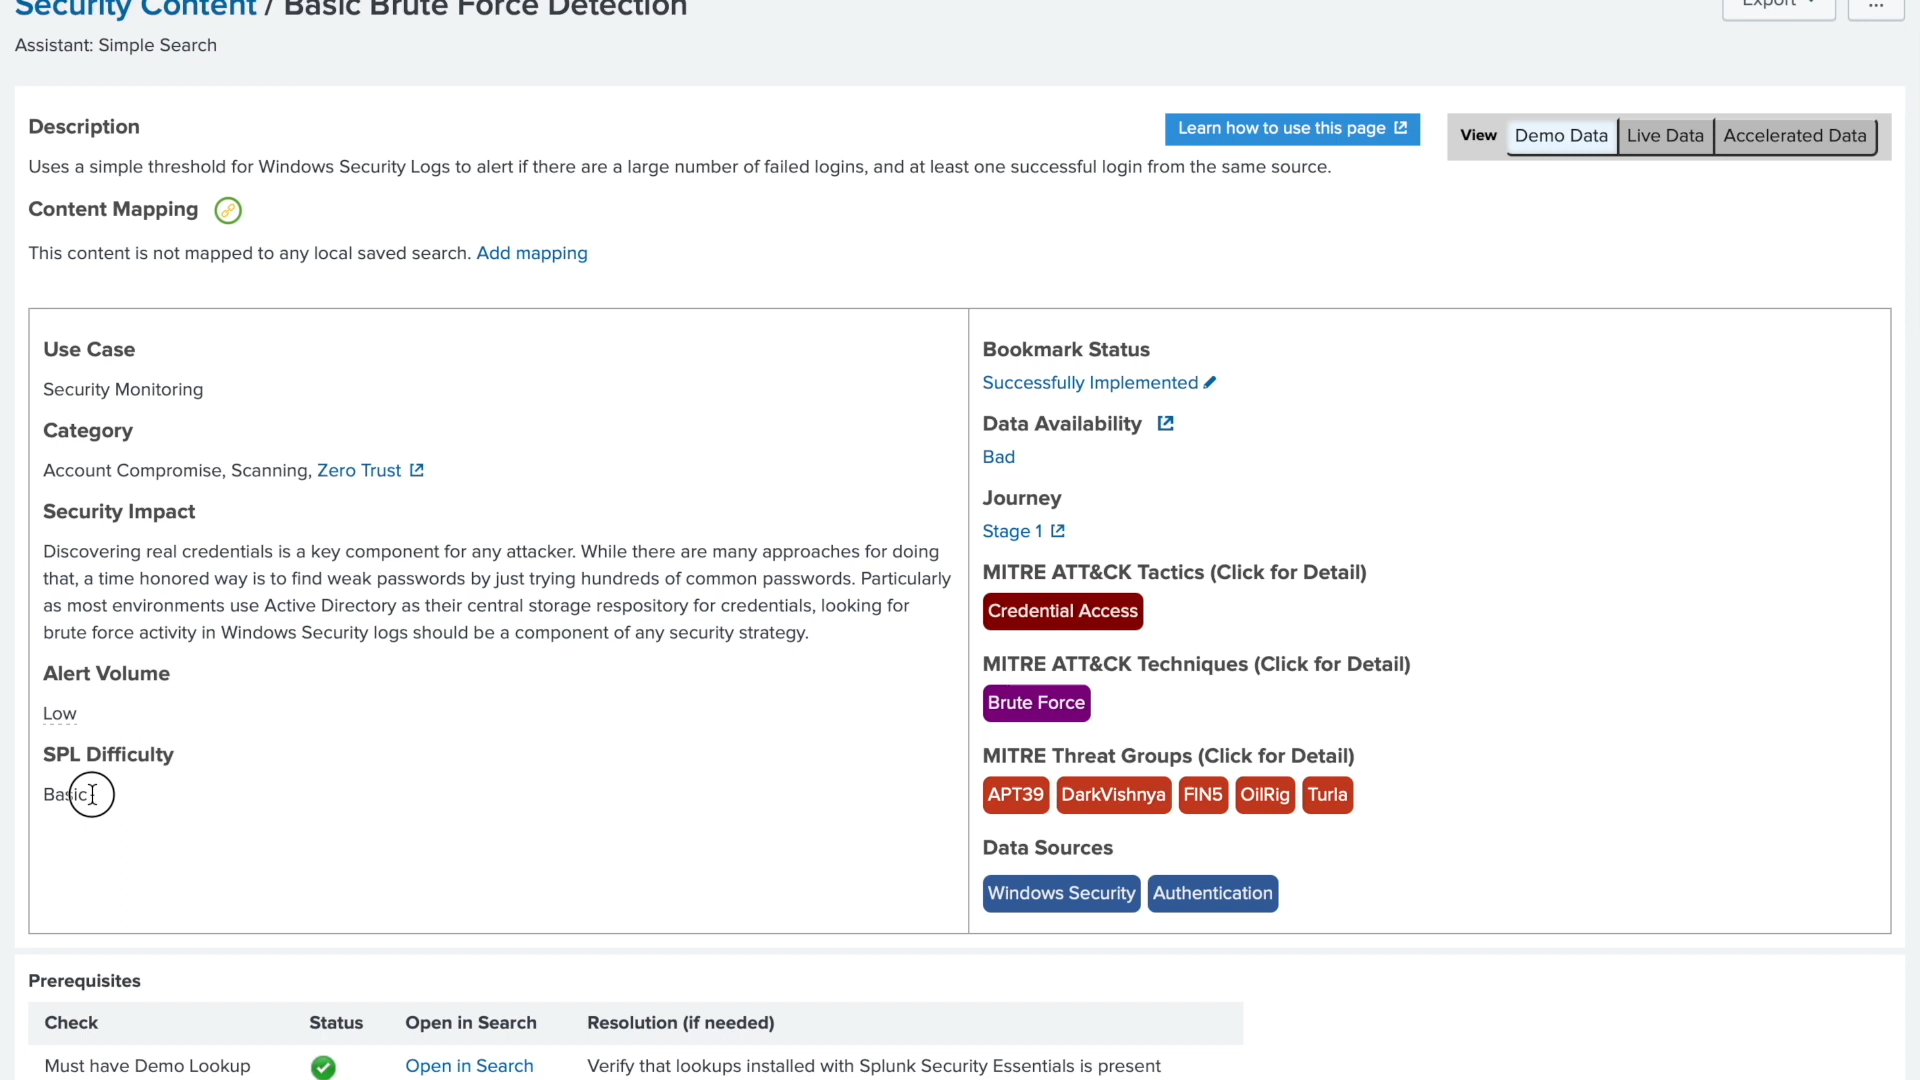 Security Content / Basic Brute Force Detection
Export
...
Assistant: Simple Search
Description
Learn how to use this page
View Demo Data Live Data Accelerated Data
Uses a simple threshold for Windows Security Logs to alert if there are a large number of failed logins, and at least one successful login from the same source.
Content Mapping
This content is not mapped to any local saved search. Add mapping
Use Case
Security Monitoring
Category
Account Compromise, Scanning, Zero Trust
Security Impact
Discovering real credentials is a key component for any attacker. While there are many approaches for doing
that, a time honored way is to find weak passwords by just trying hundreds of common passwords. Particularly
as most environments use Active Directory as their central storage respository for credentials, looking for
brute force activity in Windows Security logs should be a component of any security strategy.
Alert Volume
Low
SPL Difficulty
Basic
Bookmark Status
Successfully Implemented
Data Availability
Bad
Journey
Stage 1
MITRE ATT&CK Tactics (Click for Detail)
Credential Access
MITRE ATT&CK Techniques (Click for Detail)
Brute Force
MITRE Threat Groups (Click for Detail)
APT39 DarkVishnya FIN5 OilRig Turla
Data Sources
Windows Security Authentication
Prerequisites
Check Status Open in Search Resolution (if needed)
Must have Demo Lookup Open in Search Verify that lookups installed with Splunk Security Essentials is present